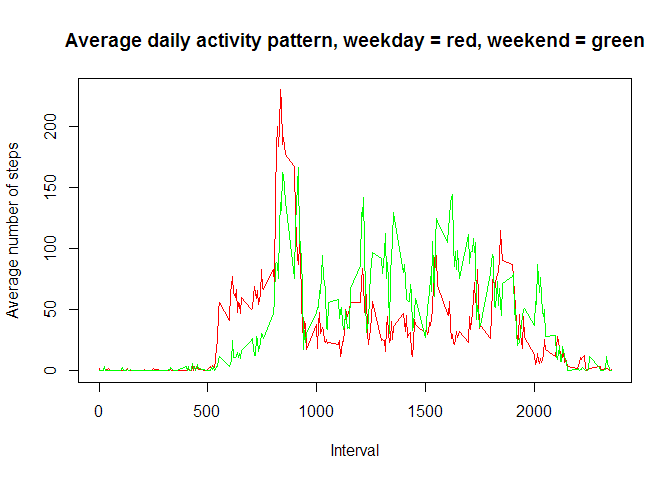 Average daily activity pattern, weekday = red, weekend = green
Average number of steps
200
150
100
50
0
0 500 1000 1500 2000
Interval